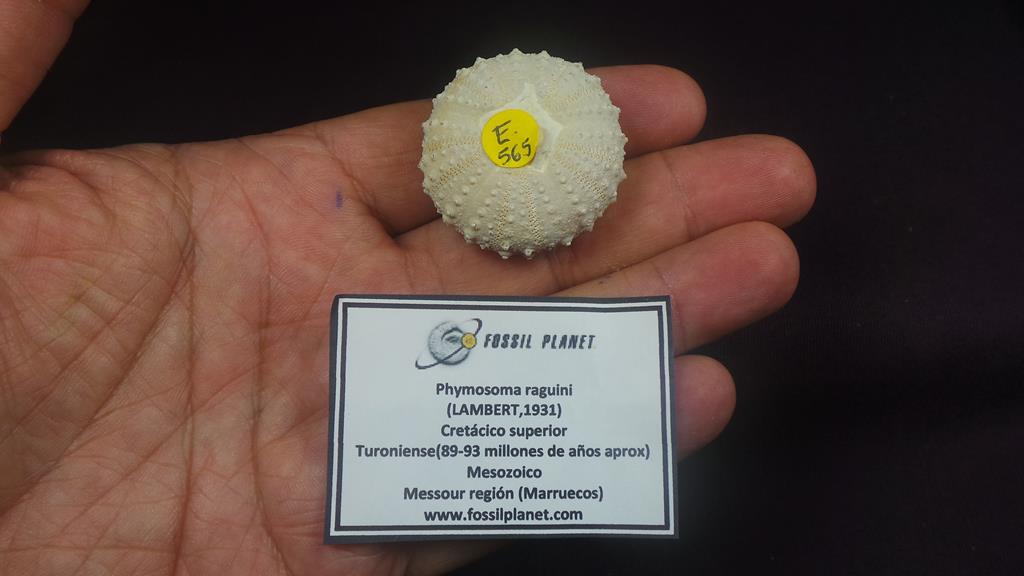 E.
565
FOSSIL PLANET
Phymosoma raguini
(LAMBERT,1931)
Cretácico superior
Turoniense(89-93 millones de años aprox)
Mesozoico
Messour región (Marruecos)
www.fossilplanet.com